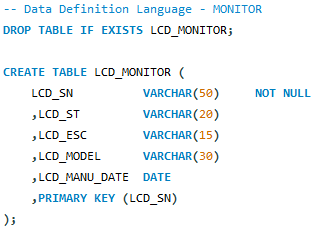 -- Data Definition Language - MONITOR
DROP TABLE IF EXISTS LCD_MONITOR;
CREATE TABLE LCD_MONITOR (
LCD_SN VARCHAR(50) NOT NULL
,LCD_ST VARCHAR(20)
,LCD_ESC VARCHAR(15)
,LCD_MODEL VARCHAR(30)
,LCD_MANU_DATE DATE
,PRIMARY KEY (LCD_SN)
);